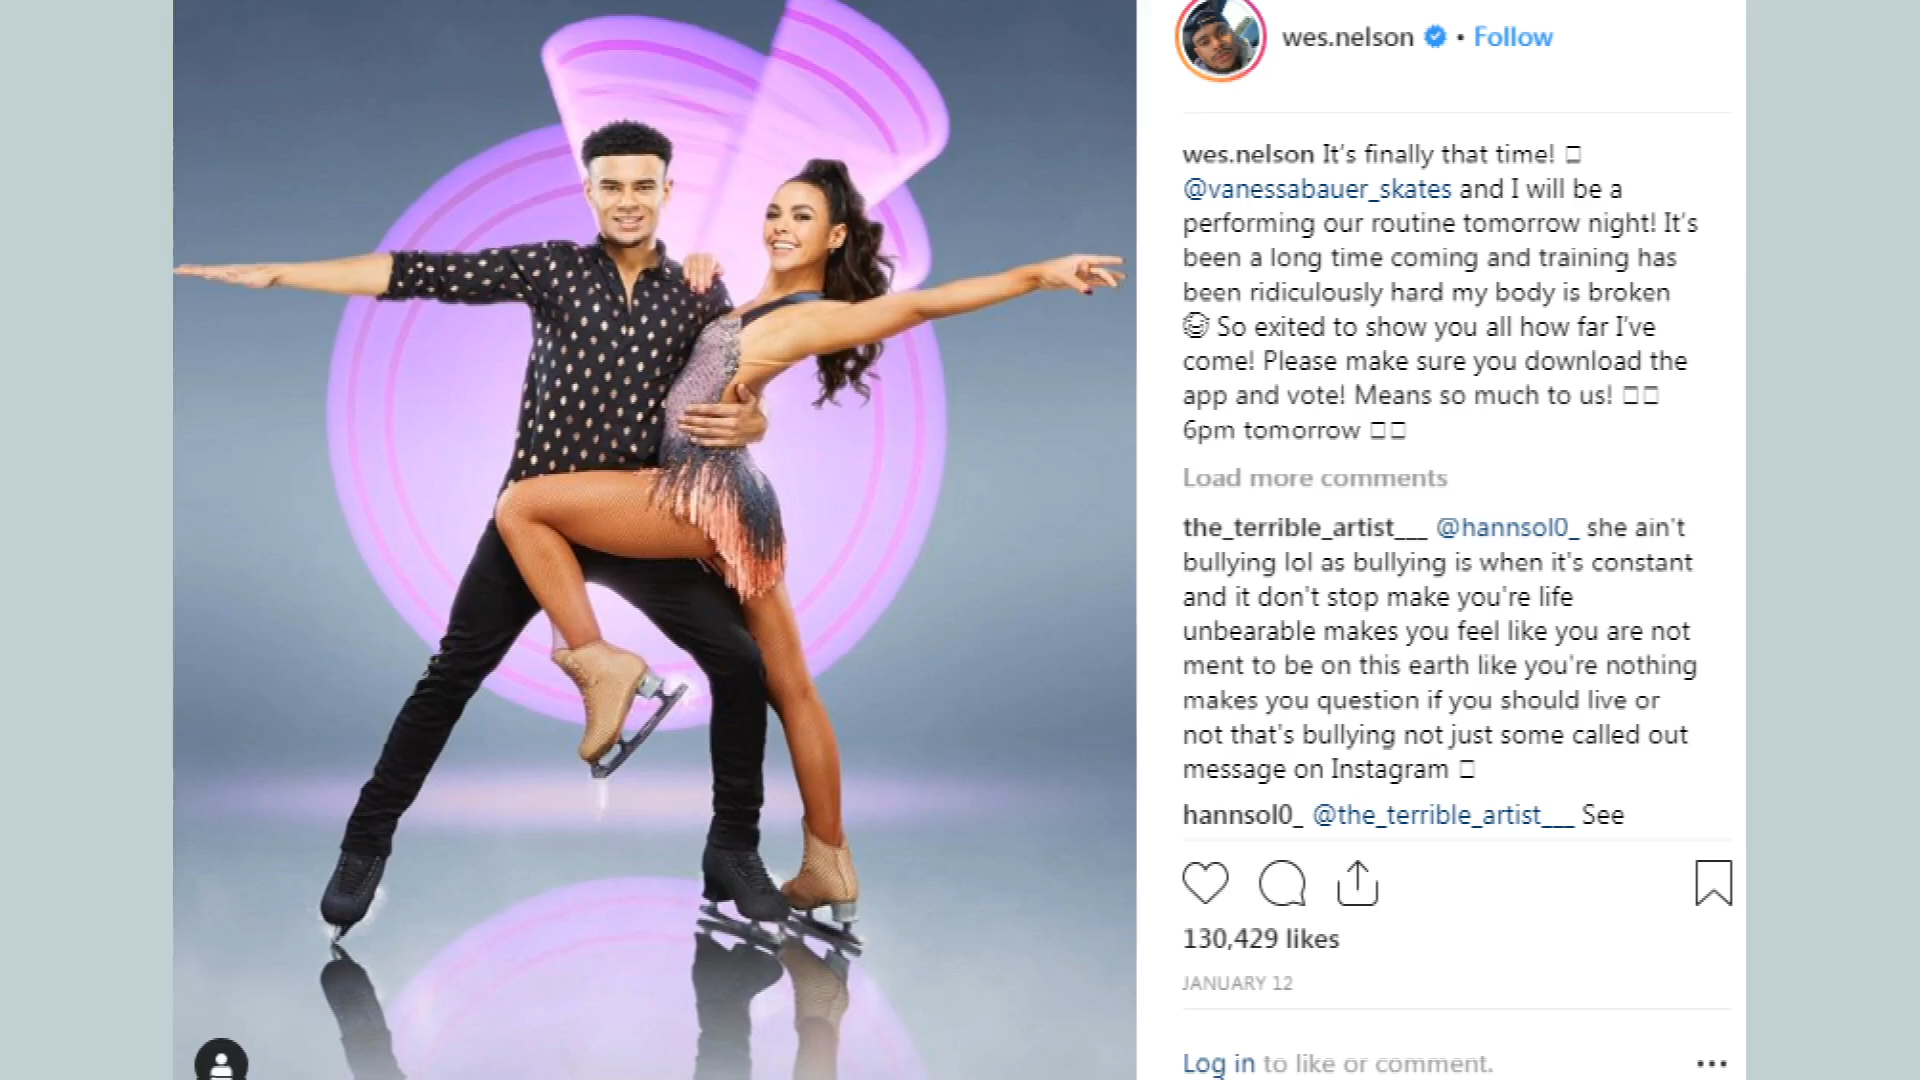 wes.nelson • Follow
wes.nelson It's finally that time! □
@vanessabauer_skates and I will be a
performing our routine tomorrow night! It's
been a long time coming and training has
been ridiculously hard my body is broken
So exited to show you all how far I've
come! Please make sure you download the
app and vote! Means so much to us! □□
6pm tomorrow □□
Load more comments
the_terrible_artist___ @hannsol0_ she ain't
bullying lol as bullying is when it's constant
and it don't stop make you're life
unbearable makes you feel like you are not
ment to be on this earth like you're nothing
makes you question if you should live or
not that's bullying not just some called out
message on Instagram □
hannsol0_ @the_terrible_artist___ See
130,429 likes
JANUARY 12
Log in to like or comment.